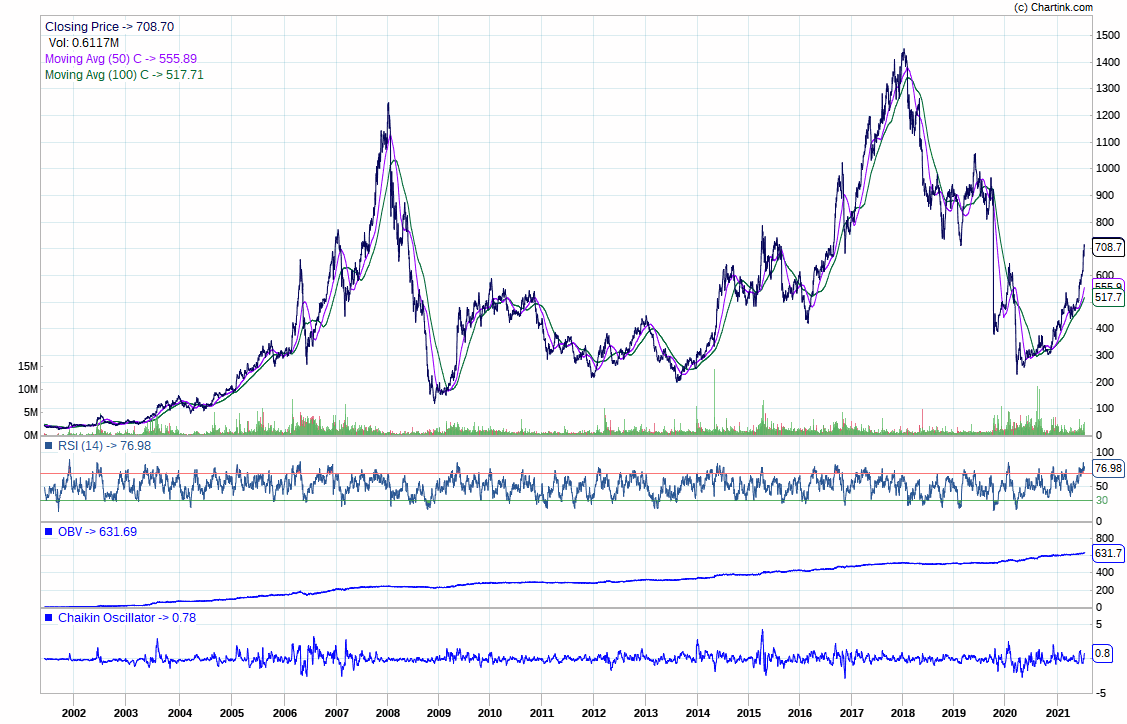 (c) Chartink.com
Closing Price -> 708.70
Vol: 0.6117M
Moving Avg (50) C -> 555.89
Moving Avg (100) C -> 517.71
1500
1400
1300
1200
1100
1000
900
800
708.7
600
555.9
517.7
400
300
200
100
0
15M
10M
5M
0M
RSI (14) -> 76.98
100
76.98
50
30
0
OBV -> 631.69
800
631.7
400
200
0
Chaikin Oscillator -> 0.78
5
0.8
-5
2002 2003 2004 2005 2006 2007 2008 2009 2010 2011 2012 2013 2014 2015 2016 2017 2018 2019 2020 2021